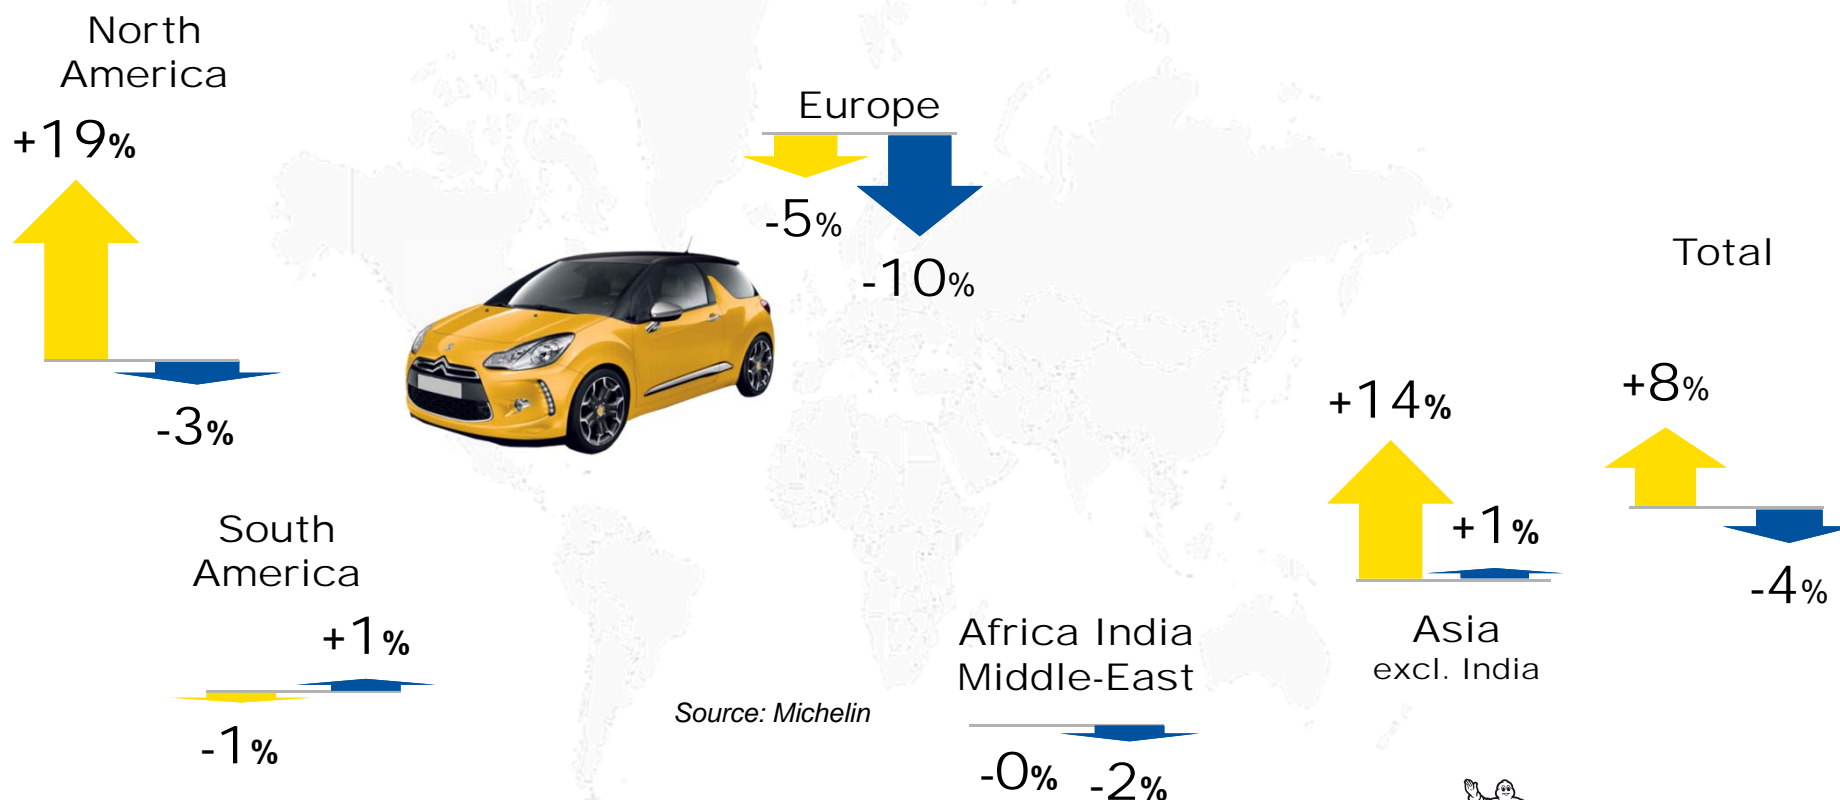 North
America
+19%
-3%
Europe
-5%
-10%
Total
+8%
-4%
+14%
+1%
Asia
excl. India
South
America
+1%
-1%
Africa India
Middle-East
-0%
-2%
Source: Michelin